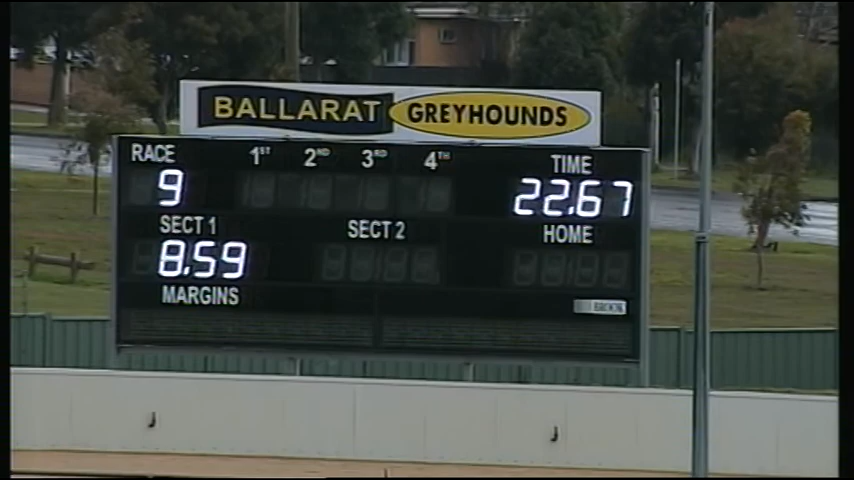 BALLARAT GREYHOUNDS
RACE 1ST 2ND 3RD 4TH TIME
9 22.67
SECT 1 SECT 2 HOME
8.59
MARGINS